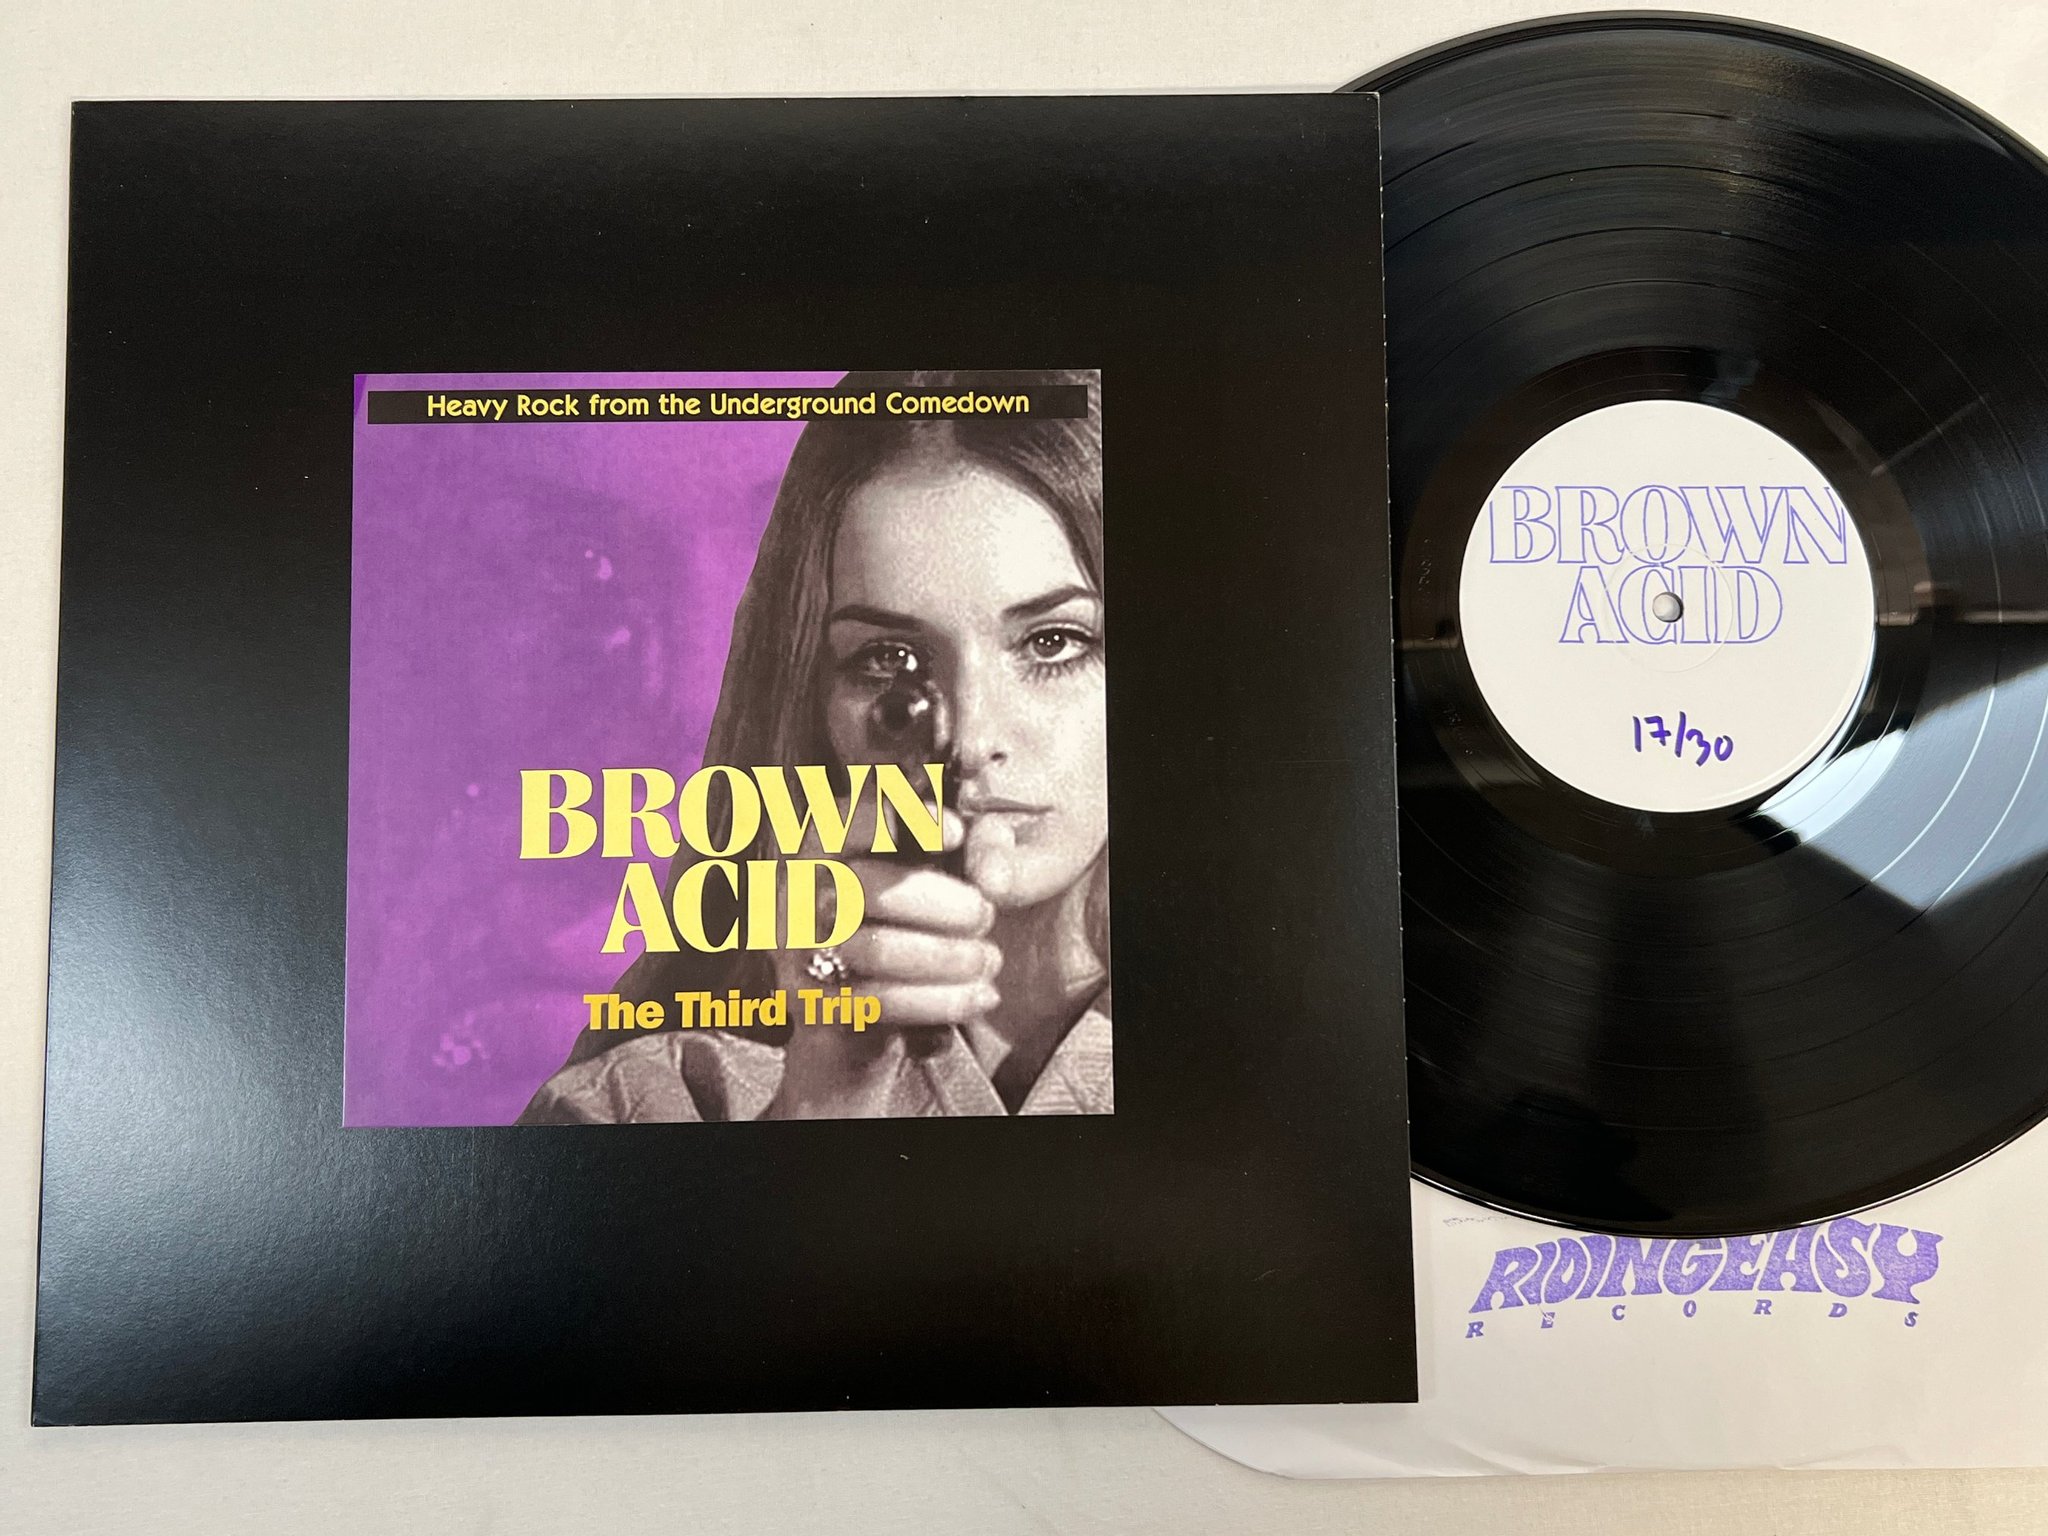 Heavy Rock from the Underground Comedown
BROWN
ACID
The Third Trip
BROWN
ACID
17/30
RIDINGEASY
RECORDS